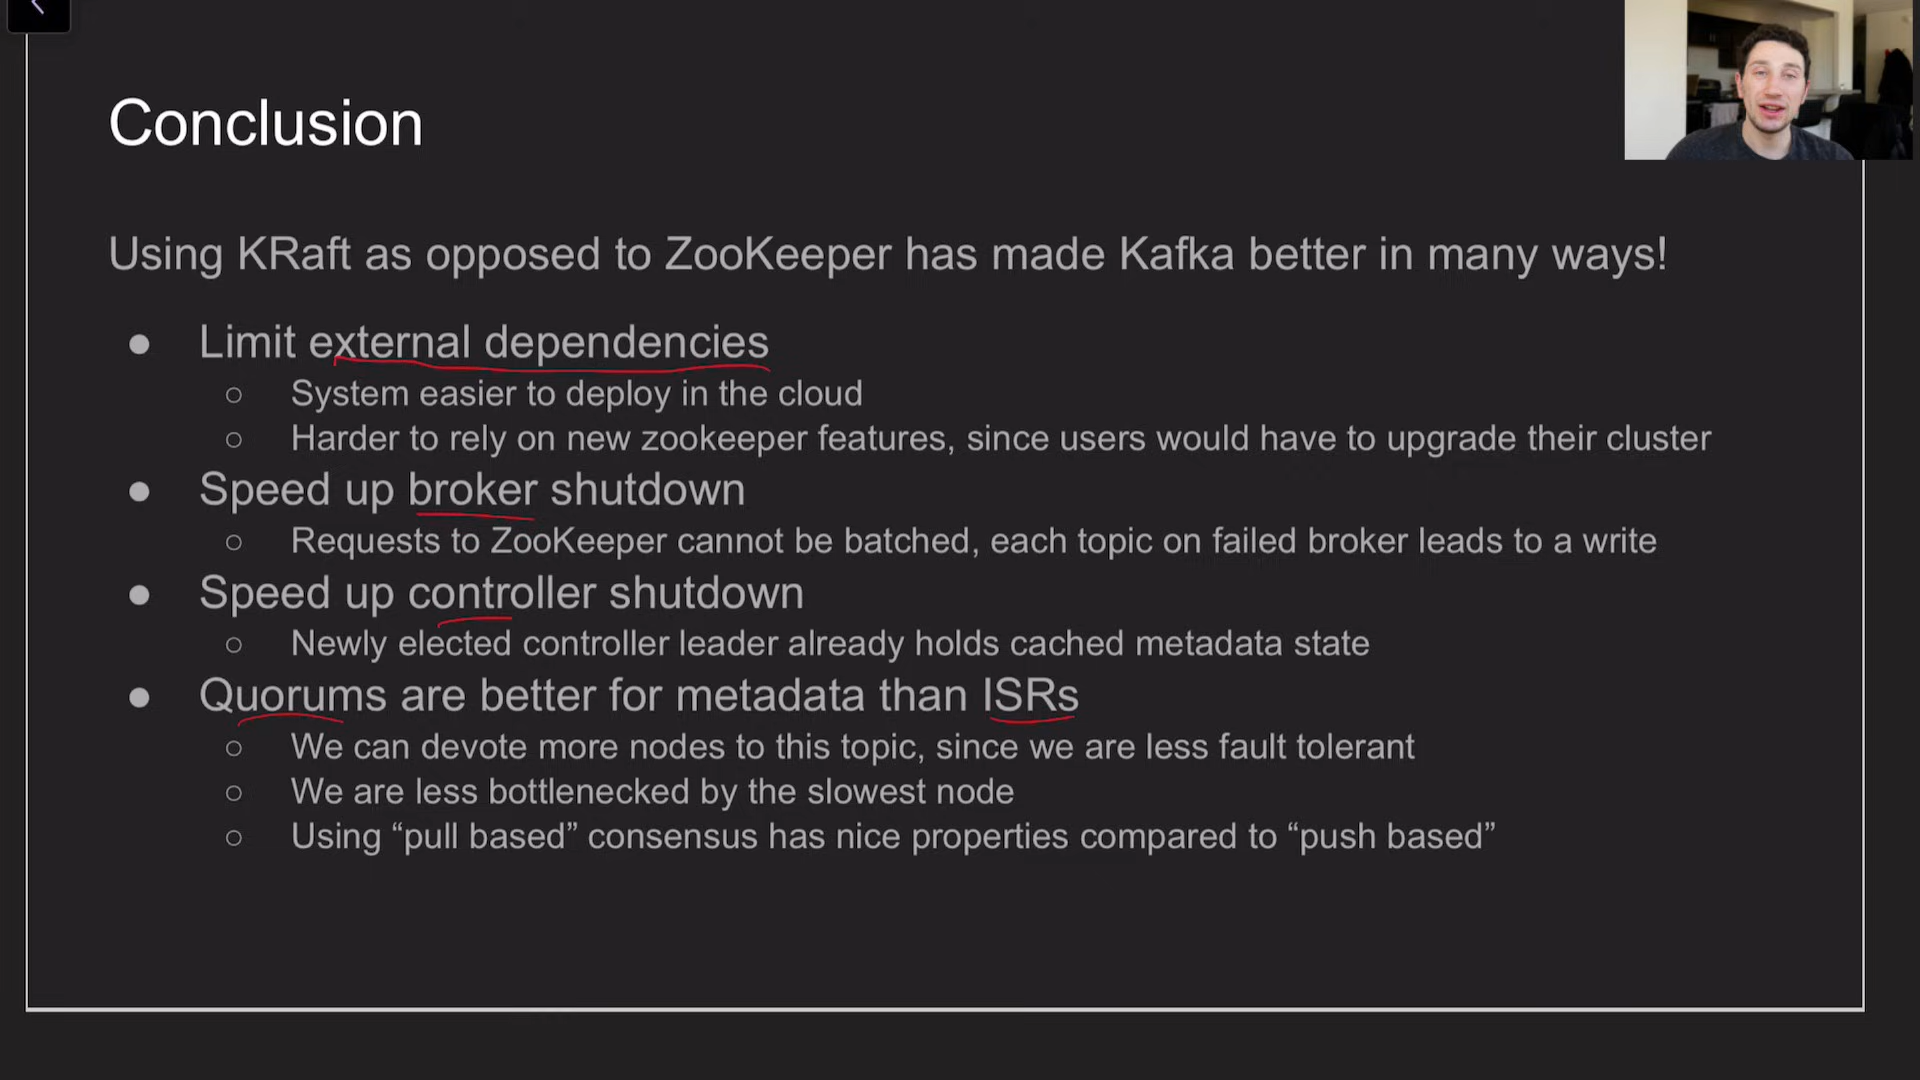 Conclusion
Using KRaft as opposed to ZooKeeper has made Kafka better in many ways!
● Limit external dependencies
○ System easier to deploy in the cloud
○ Harder to rely on new zookeeper features, since users would have to upgrade their cluster
● Speed up broker shutdown
○ Requests to ZooKeeper cannot be batched, each topic on failed broker leads to a write
● Speed up controller shutdown
○ Newly elected controller leader already holds cached metadata state
● Quorums are better for metadata than ISRs
○ We can devote more nodes to this topic, since we are less fault tolerant
○ We are less bottlenecked by the slowest node
○ Using “pull based” consensus has nice properties compared to “push based”